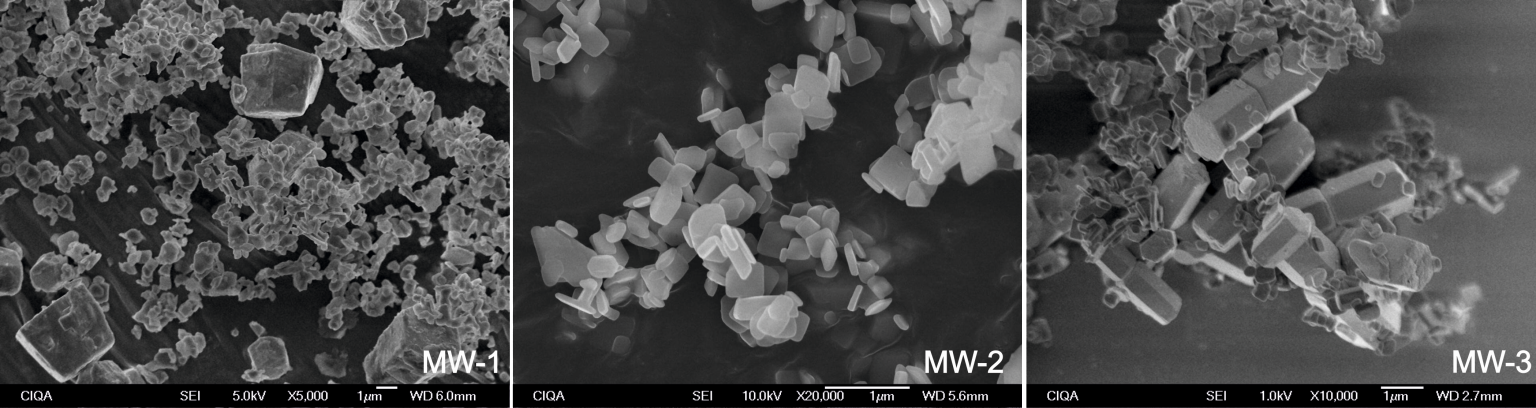 MW-1
CIQA SEI 5.0kV X5,000 1μm WD 6.0mm
MW-2
CIQA SEI 10.0kV X20,000 1μm WD 5.6mm
MW-3
CIQA SEI 1.0kV X10,000 1μm WD 2.7mm